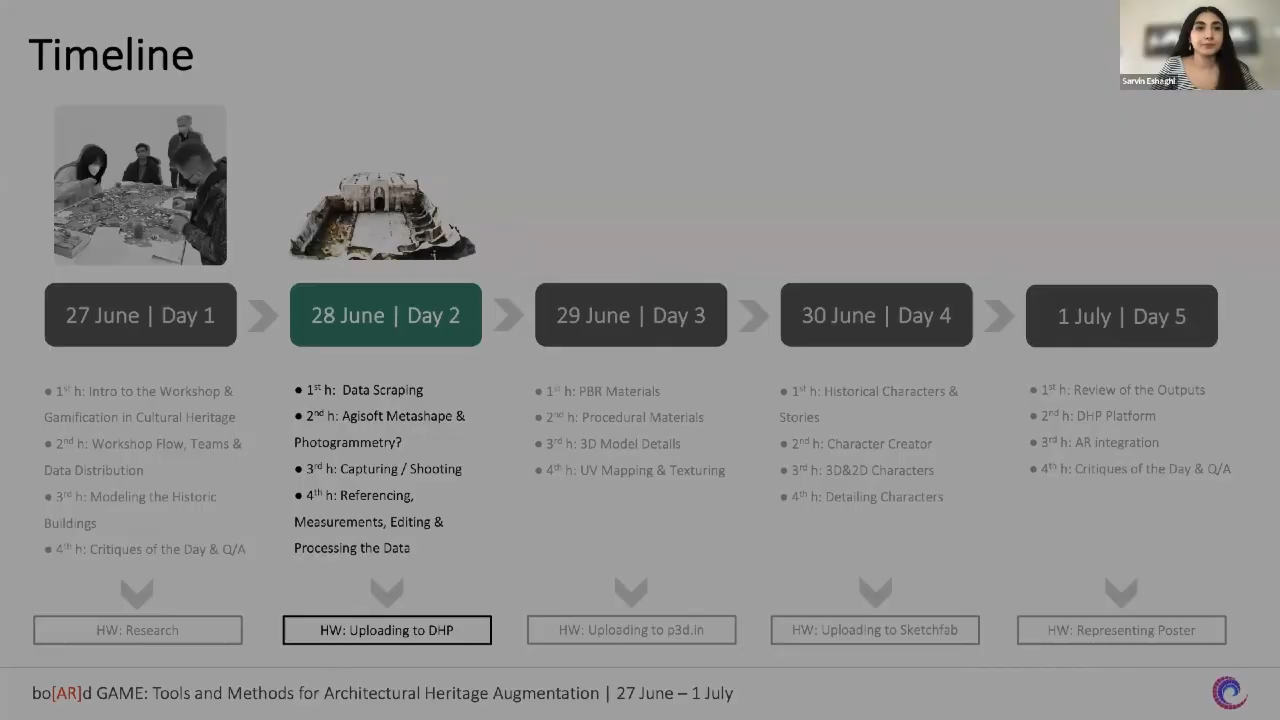 Timeline
Sarvin Eshaghi
27 June | Day 1
28 June | Day 2
29 June | Day 3
30 June | Day 4
1 July | Day 5
● 1st h: Intro to the Workshop &
Gamification in Cultural Heritage
● 2nd h: Workshop Flow, Teams &
Data Distribution
● 3rd h: Modeling the Historic
Buildings
● 4th h: Critiques of the Day & Q/A
● 1st h:  Data Scraping
● 2nd h: Agisoft Metashape &
Photogrammetry?
● 3rd h: Capturing / Shooting
● 4th h: Referencing,
Measurements, Editing &
Processing the Data
● 1st h: PBR Materials
● 2nd h: Procedural Materials
● 3rd h: 3D Model Details
● 4th h: UV Mapping & Texturing
● 1st h: Historical Characters &
Stories
● 2nd h: Character Creator
● 3rd h: 3D&2D Characters
● 4th h: Detailing Characters
● 1st h: Review of the Outputs
● 2nd h: DHP Platform
● 3rd h: AR integration
● 4th h: Critiques of the Day & Q/A
HW: Research
HW: Uploading to DHP
HW: Uploading to p3d.in
HW: Uploading to Sketchfab
HW: Representing Poster
bo[AR]d GAME: Tools and Methods for Architectural Heritage Augmentation | 27 June – 1 July